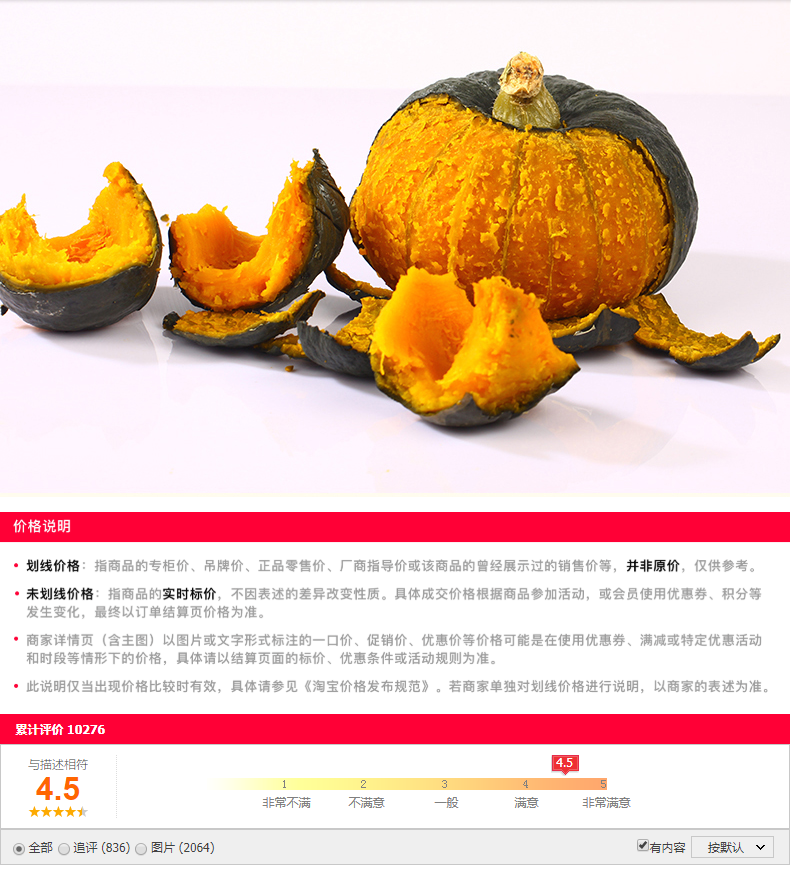 价格说明
划线价格：指商品的专柜价、吊牌价、正品零售价、厂商指导价或该商品的曾经展示过的销售价等，并非原价，仅供参考。
未划线价格：指商品的实时标价，不因表述的差异改变性质。具体成交价格根据商品参加活动，或会员使用优惠券、积分等
发生变化，最终以订单结算页价格为准。
商家详情页（含主图）以图片或文字形式标注的一口价、促销价、优惠价等价格可能是在使用优惠券、满减或特定优惠活动
和时段等情形下的价格，具体请以结算页面的标价、优惠条件或活动规则为准。
此说明仅当出现价格比较时有效，具体请参见《淘宝价格发布规范》。若商家单独对划线价格进行说明，以商家的表述为准。
累计评价 10276
与描述相符
4.5
4.5
1 2 3 4 5
非常不满 不满意 一般 满意 非常满意
全部 追评 (836) 图片 (2064) 有内容 按默认